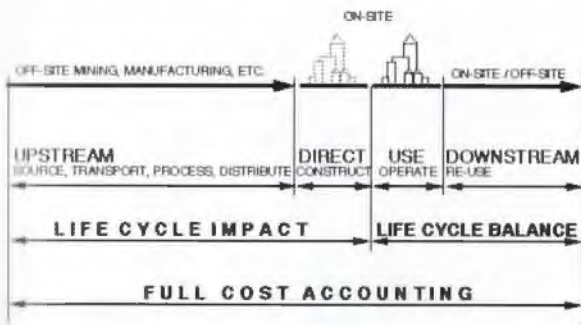 ON-SITE
OFF-SITE MINING, MANUFACTURING, ETC.
ON-SITE / OFF-SITE
UPSTREAM DIRECT USE DOWNSTREAM
SOURCE, TRANSPORT, PROCESS, DISTRIBUTE CONSTRUCT OPERATE RE-USE
LIFE CYCLE IMPACT LIFE CYCLE BALANCE
FULL COST ACCOUNTING